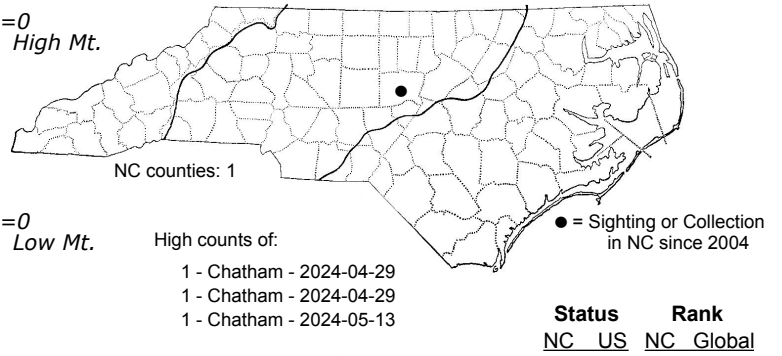 =0
High Mt.
NC counties: 1
=0
Low Mt.
High counts of:
1 - Chatham - 2024-04-29
1 - Chatham - 2024-04-29
1 - Chatham - 2024-05-13
● = Sighting or Collection
in NC since 2004
Status Rank
NC US NC Global